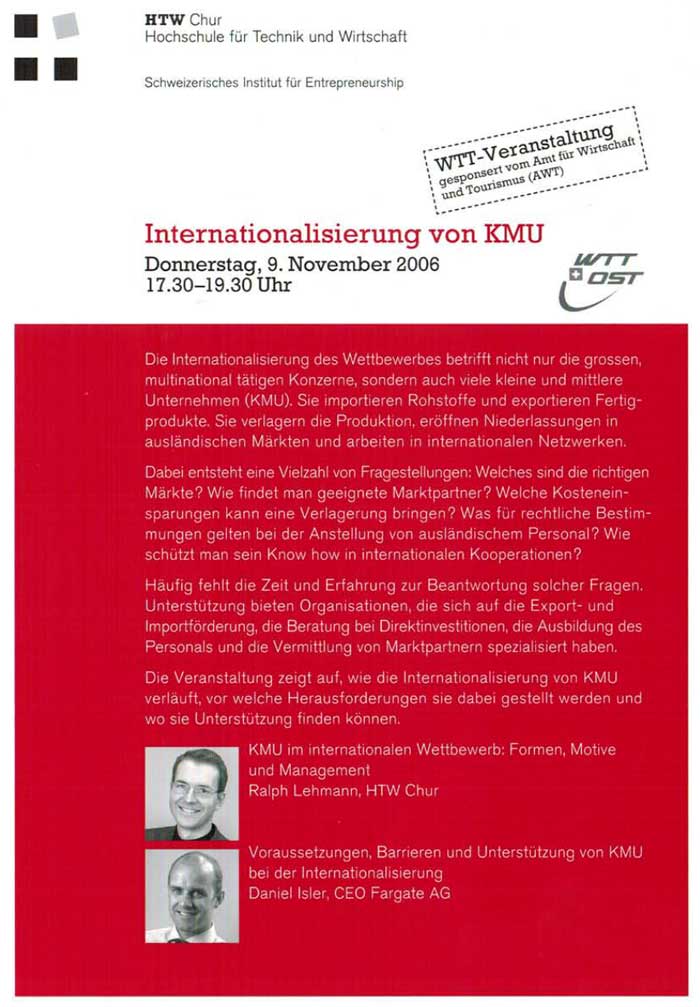 HTW Chur
Hochschule für Technik und Wirtschaft
Schweizerisches Institut für Entrepreneurship
WTT-Veranstaltung
gesponsert vom Amt für Wirtschaft
und Tourismus (AWT)
Internationalisierung von KMU
Donnerstag, 9. November 2006
17.30–19.30 Uhr
WTT
OST
Die Internationalisierung des Wettbewerbes betrifft nicht nur die grossen,
multinational tätigen Konzerne, sondern auch viele kleine und mittlere
Unternehmen (KMU). Sie importieren Rohstoffe und exportieren Fertig-
produkte. Sie verlagern die Produktion, eröffnen Niederlassungen in
ausländischen Märkten und arbeiten in internationalen Netzwerken.
Dabei entsteht eine Vielzahl von Fragestellungen: Welches sind die richtigen
Märkte? Wie findet man geeignete Marktpartner? Welche Kostenein-
sparungen kann eine Verlagerung bringen? Was für rechtliche Bestim-
mungen gelten bei der Anstellung von ausländischem Personal? Wie
schützt man sein Know how in internationalen Kooperationen?
Häufig fehlt die Zeit und Erfahrung zur Beantwortung solcher Fragen.
Unterstützung bieten Organisationen, die sich auf die Export- und
Importförderung, die Beratung bei Direktinvestitionen, die Ausbildung des
Personals und die Vermittlung von Marktpartnern spezialisiert haben.
Die Veranstaltung zeigt auf, wie die Internationalisierung von KMU
verläuft, vor welche Herausforderungen sie dabei gestellt werden und
wo sie Unterstützung finden können.
KMU im internationalen Wettbewerb: Formen, Motive
und Management
Ralph Lehmann, HTW Chur
Voraussetzungen, Barrieren und Unterstützung von KMU
bei der Internationalisierung
Daniel Isler, CEO Fargate AG